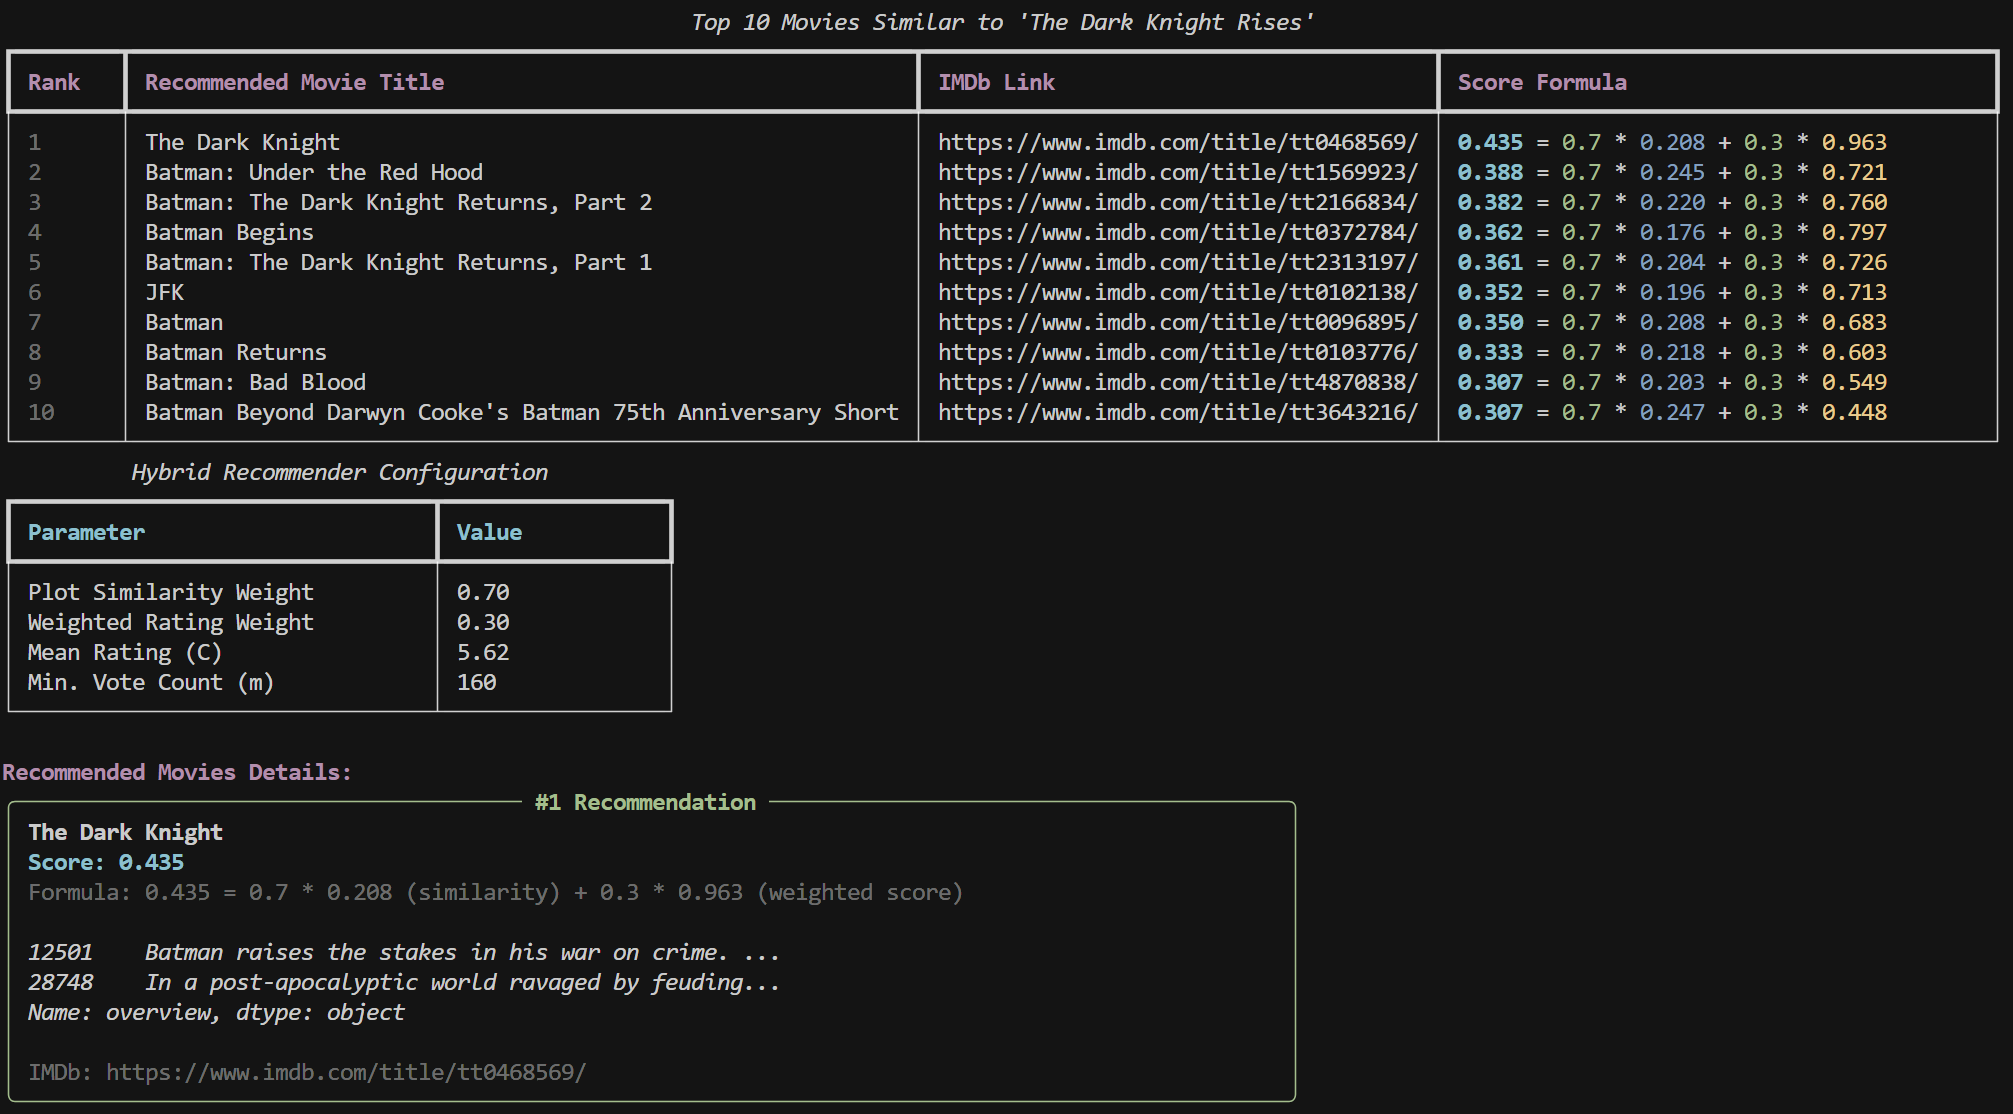 Top 10 Movies Similar to 'The Dark Knight Rises'
Rank Recommended Movie Title IMDb Link Score Formula
1 The Dark Knight https://www.imdb.com/title/tt0468569/ 0.435 = 0.7 * 0.208 + 0.3 * 0.963
2 Batman: Under the Red Hood https://www.imdb.com/title/tt1569923/ 0.388 = 0.7 * 0.245 + 0.3 * 0.721
3 Batman: The Dark Knight Returns, Part 2 https://www.imdb.com/title/tt2166834/ 0.382 = 0.7 * 0.220 + 0.3 * 0.760
4 Batman Begins https://www.imdb.com/title/tt0372784/ 0.362 = 0.7 * 0.176 + 0.3 * 0.797
5 Batman: The Dark Knight Returns, Part 1 https://www.imdb.com/title/tt2313197/ 0.361 = 0.7 * 0.204 + 0.3 * 0.726
6 JFK https://www.imdb.com/title/tt0102138/ 0.352 = 0.7 * 0.196 + 0.3 * 0.713
7 Batman https://www.imdb.com/title/tt0096895/ 0.350 = 0.7 * 0.208 + 0.3 * 0.683
8 Batman Returns https://www.imdb.com/title/tt0103776/ 0.333 = 0.7 * 0.218 + 0.3 * 0.603
9 Batman: Bad Blood https://www.imdb.com/title/tt4870838/ 0.307 = 0.7 * 0.203 + 0.3 * 0.549
10 Batman Beyond Darwyn Cooke's Batman 75th Anniversary Short https://www.imdb.com/title/tt3643216/ 0.307 = 0.7 * 0.247 + 0.3 * 0.448
Hybrid Recommender Configuration
Parameter Value
Plot Similarity Weight 0.70
Weighted Rating Weight 0.30
Mean Rating (C) 5.62
Min. Vote Count (m) 160
Recommended Movies Details:
#1 Recommendation
The Dark Knight
Score: 0.435
Formula: 0.435 = 0.7 * 0.208 (similarity) + 0.3 * 0.963 (weighted score)
12501 Batman raises the stakes in his war on crime. ...
28748 In a post-apocalyptic world ravaged by feuding...
Name: overview, dtype: object
IMDb: https://www.imdb.com/title/tt0468569/